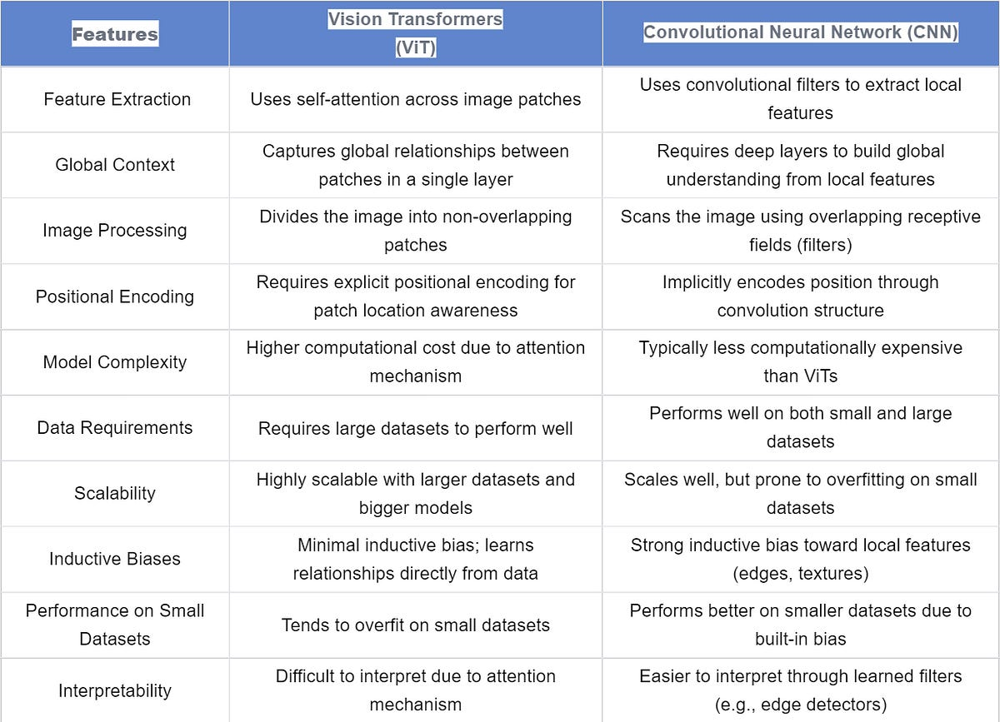 Features
Vision Transformers
(ViT)
Convolutional Neural Network (CNN)
Feature Extraction
Uses self-attention across image patches
Uses convolutional filters to extract local
features
Global Context
Captures global relationships between
patches in a single layer
Requires deep layers to build global
understanding from local features
Image Processing
Divides the image into non-overlapping
patches
Scans the image using overlapping receptive
fields (filters)
Positional Encoding
Requires explicit positional encoding for
patch location awareness
Implicitly encodes position through
convolution structure
Model Complexity
Higher computational cost due to attention
mechanism
Typically less computationally expensive
than ViTs
Data Requirements
Requires large datasets to perform well
Performs well on both small and large
datasets
Scalability
Highly scalable with larger datasets and
bigger models
Scales well, but prone to overfitting on small
datasets
Inductive Biases
Minimal inductive bias; learns
relationships directly from data
Strong inductive bias toward local features
(edges, textures)
Performance on Small
Datasets
Tends to overfit on small datasets
Performs better on smaller datasets due to
built-in bias
Interpretability
Difficult to interpret due to attention
mechanism
Easier to interpret through learned filters
(e.g., edge detectors)